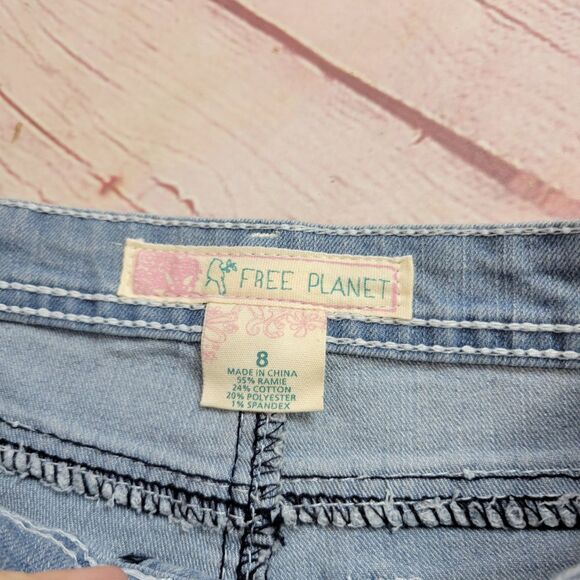 FREE PLANET
8
MADE IN CHINA
55% RAMIE
24% COTTON
20% POLYESTER
1% SPANDEX